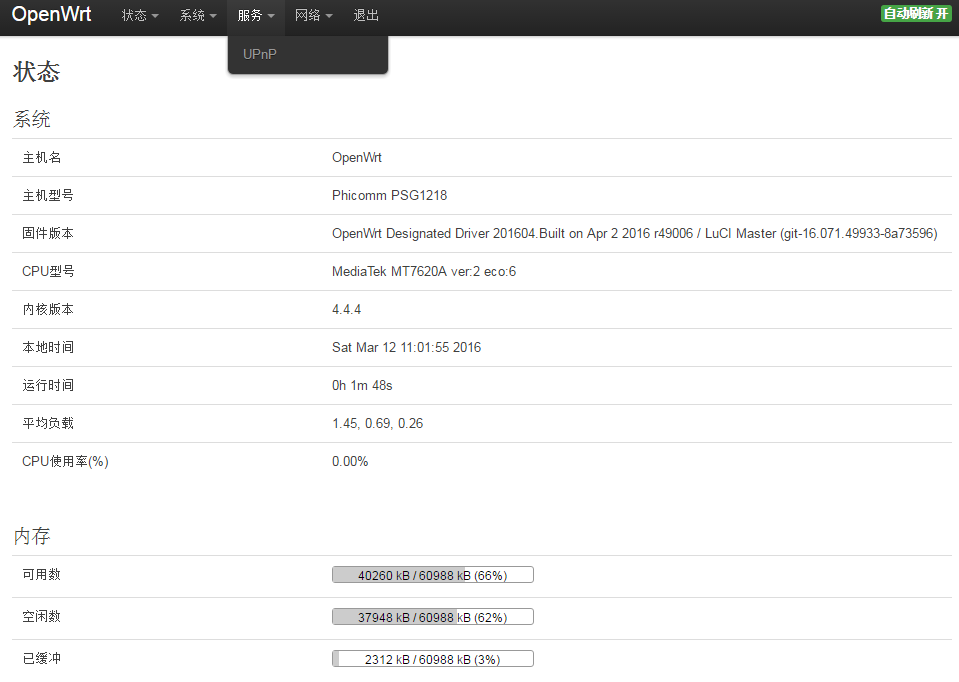 OpenWrt 状态 系统 服务 网络 退出 自动刷新 开
UPnP
状态
系统
主机名 OpenWrt
主机型号 Phicomm PSG1218
固件版本 OpenWrt Designated Driver 201604.Built on Apr 2 2016 r49006 / LuCI Master (git-16.071.49933-8a73596)
CPU型号 MediaTek MT7620A ver:2 eco:6
内核版本 4.4.4
本地时间 Sat Mar 12 11:01:55 2016
运行时间 0h 1m 48s
平均负载 1.45, 0.69, 0.26
CPU使用率(%) 0.00%
内存
可用数 40260 kB / 60988 kB (66%)
空闲数 37948 kB / 60988 kB (62%)
已缓冲 2312 kB / 60988 kB (3%)